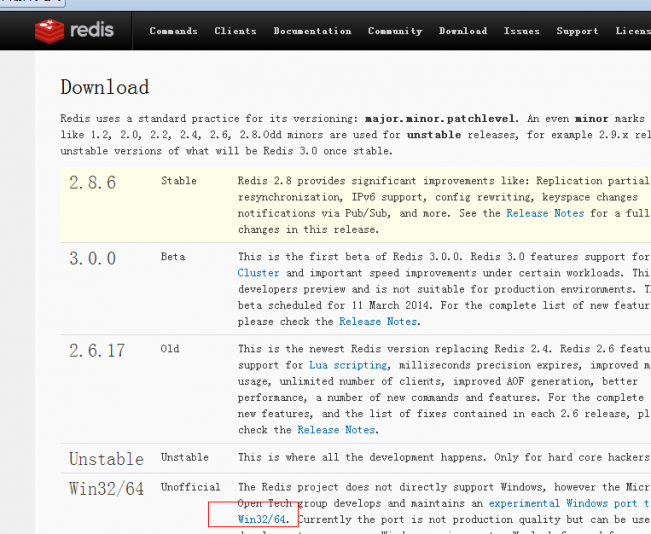 redis Commands Clients Documentation Community Download Issues Support Licens
Download
Redis uses a standard practice for its versioning: major.minor.patchlevel. An even minor marks
like 1.2, 2.0, 2.2, 2.4, 2.6, 2.8.Odd minors are used for unstable releases, for example 2.9.x rel
unstable versions of what will be Redis 3.0 once stable.
2.8.6 Stable Redis 2.8 provides significant improvements like: Replication partial
resynchronization, IPv6 support, config rewriting, keyspace changes
notifications via Pub/Sub, and more. See the Release Notes for a full
changes in this release.
3.0.0 Beta This is the first beta of Redis 3.0.0. Redis 3.0 features support for
Cluster and important speed improvements under certain workloads. Thi
developers preview and is not suitable for production environments. T
beta scheduled for 11 March 2014. For the complete list of new featur
please check the Release Notes.
2.6.17 Old This is the newest Redis version replacing Redis 2.4. Redis 2.6 featu
support for Lua scripting, milliseconds precision expires, improved m
usage, unlimited number of clients, improved AOF generation, better
performance, a number of new commands and features. For the complete
new features, and the list of fixes contained in each 2.6 release, pl
check the Release Notes.
Unstable Unstable This is where all the development happens. Only for hard core hackers
Win32/64 Unofficial The Redis project does not directly support Windows, however the Micr
Open Tech group develops and maintains an experimental Windows port t
Win32/64. Currently the port is not production quality but can be use